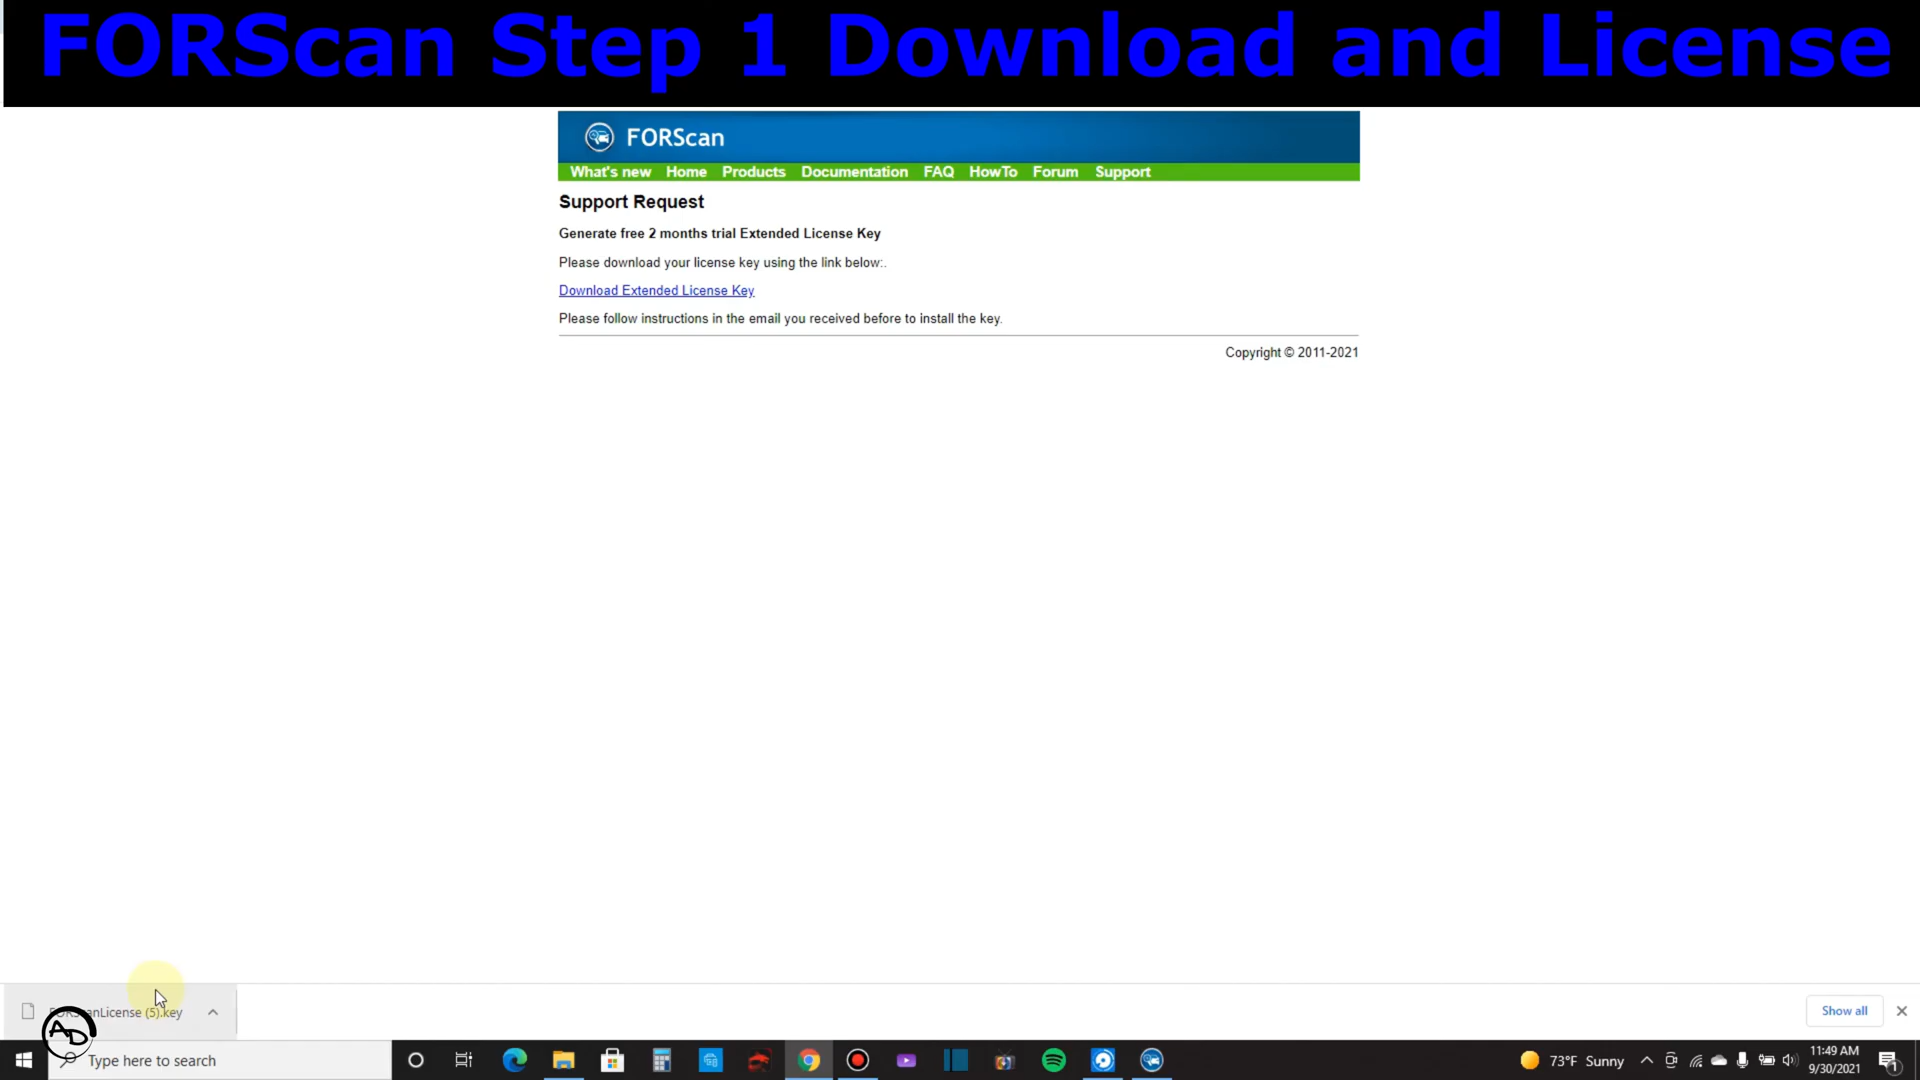 FORScan Step 1 Download and License
FORScan
What's new Home Products Documentation FAQ HowTo Forum Support
Support Request
Generate free 2 months trial Extended License Key
Please download your license key using the link below:.
Download Extended License Key
Please follow instructions in the email you received before to install the key.
Copyright © 2011-2021
FORScanLicense (5).key
Show all
AD
Type here to search
73°F Sunny
11:49 AM
9/30/2021
1